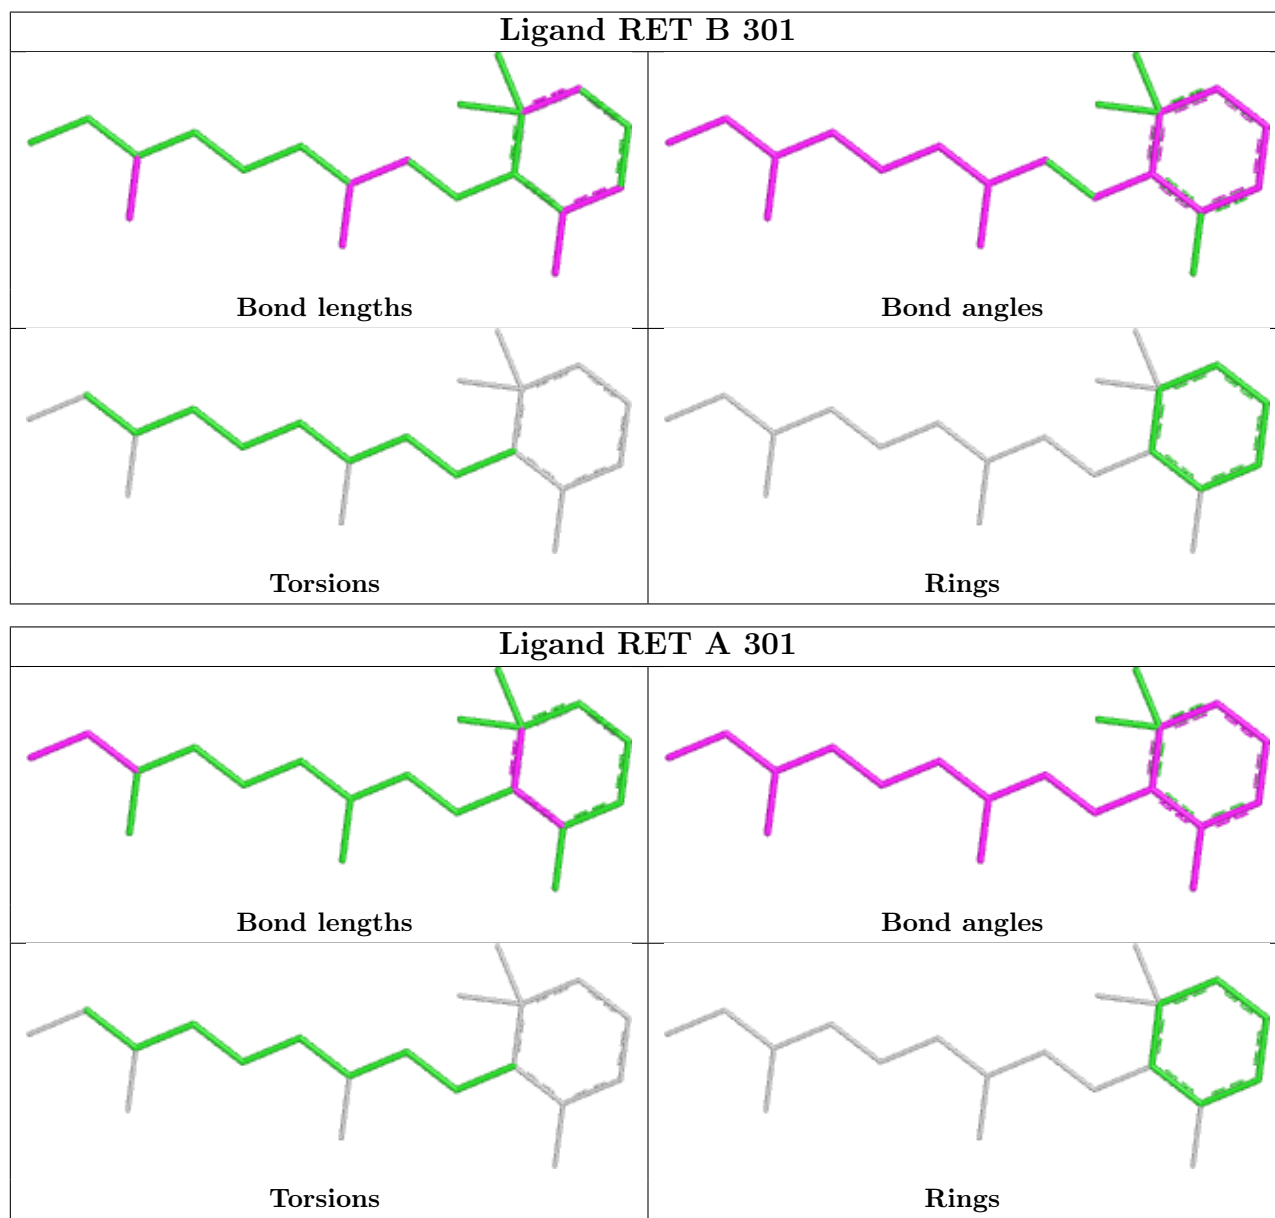 Ligand RET B 301
Bond lengths
Bond angles
Torsions
Rings
Ligand RET A 301
Bond lengths
Bond angles
Torsions
Rings